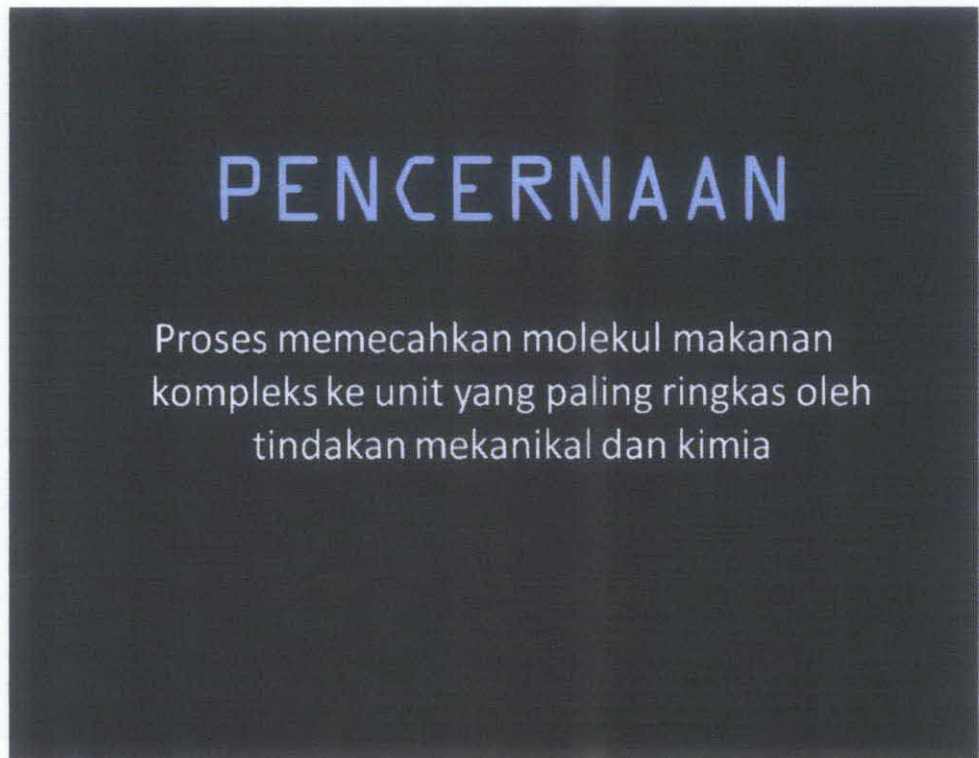 PENCERNAAN
Proses memecahkan molekul makanan
kompleks ke unit yang paling ringkas oleh
tindakan mekanikal dan kimia